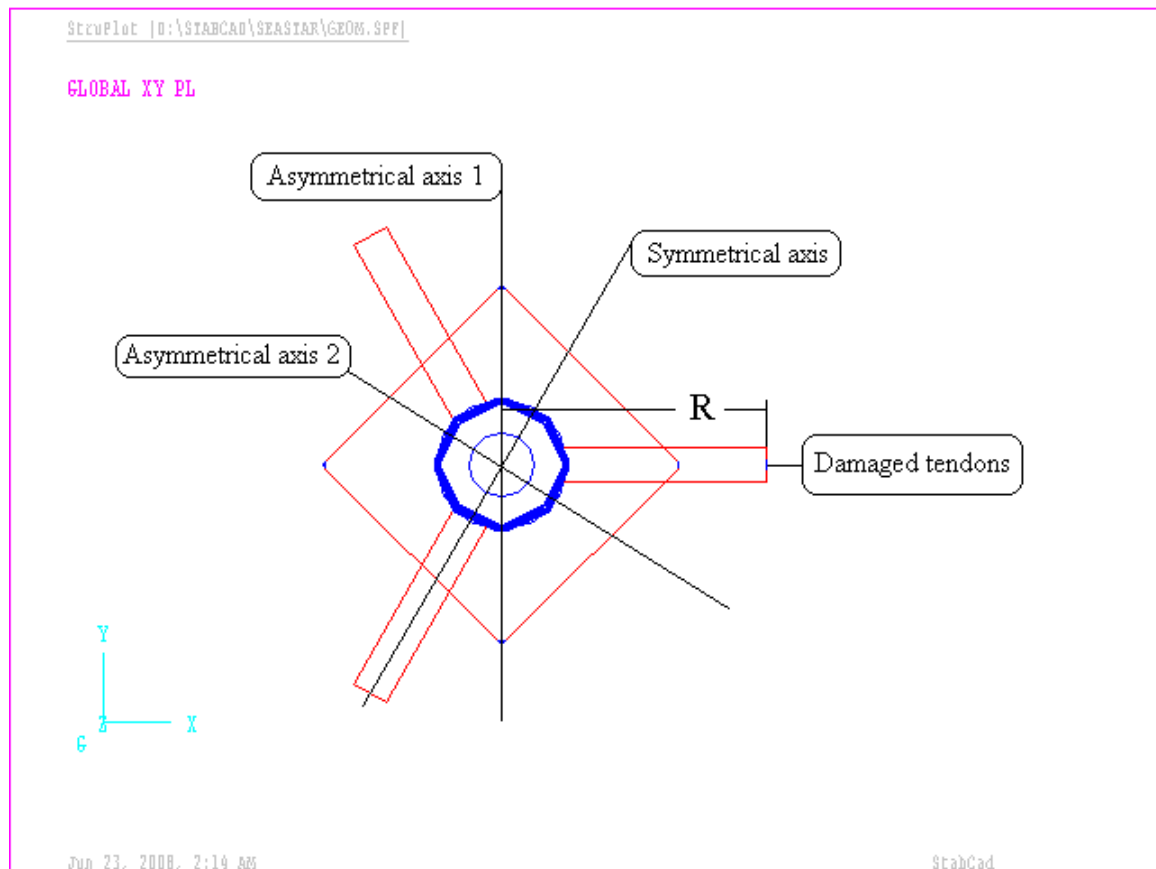 StruPlot |D:\STABCAD\SEASTAR\GEOM.SPF|
GLOBAL XY PL
Asymmetrical axis 1
Symmetrical axis
Asymmetrical axis 2
R
Damaged tendons
Y
Z
X
G
Jun 23, 2008, 2:14 AM
StabCad